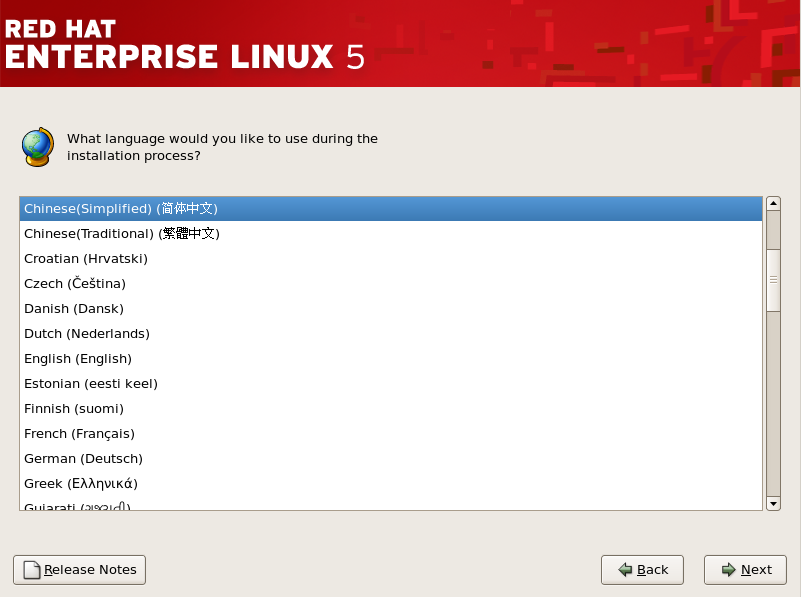 RED HAT
ENTERPRISE LINUX 5
What language would you like to use during the
installation process?
Chinese(Simplified) (简体中文)
Chinese(Traditional) (繁體中文)
Croatian (Hrvatski)
Czech (Čeština)
Danish (Dansk)
Dutch (Nederlands)
English (English)
Estonian (eesti keel)
Finnish (suomi)
French (Français)
German (Deutsch)
Greek (Ελληνικά)
Gujarati (ગુજરાતી)
Release Notes
Back
Next